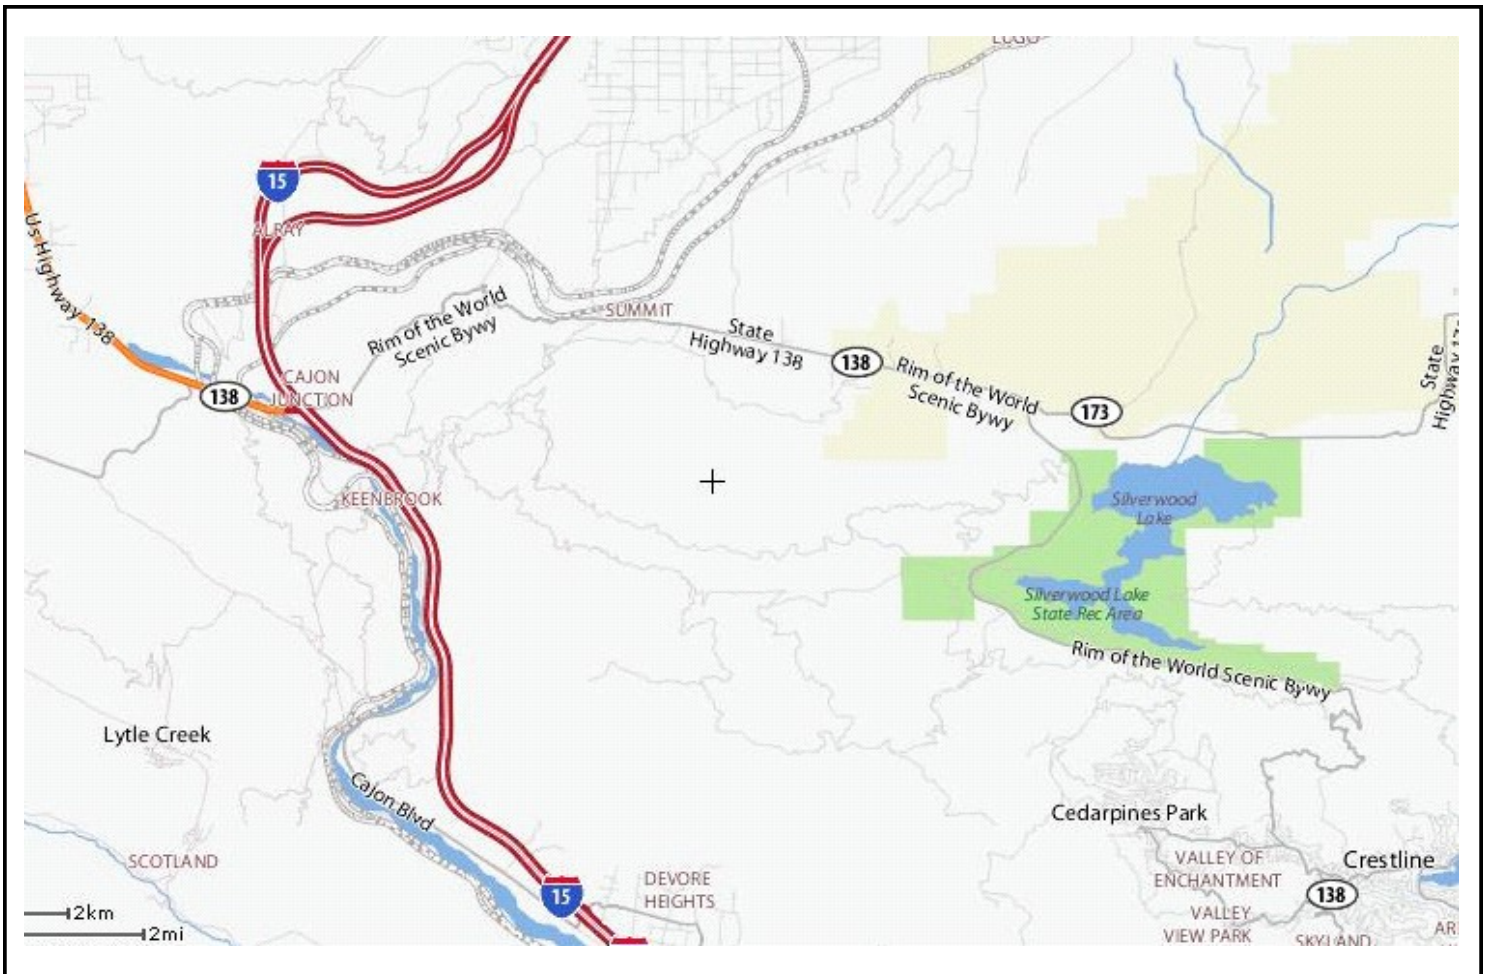 LUGO
15
ALRAY
Us Highway 138
Rim of the World
Scenic Bywy
SUMMIT
State
Highway 138
138
Rim of the World
Scenic Bywy
173
State
CAJON
JUNCTION
138
KEENBROOK
Silverwood
Lake
Silverwood Lake
State Rec Area
Rim of the World Scenic Bywy
Lytle Creek
Cajon Blvd
Cedarpines Park
SCOTLAND
VALLEY OF
ENCHANTMENT
Crestline
15
DEVORE
HEIGHTS
138
VALLEY
VIEW PARK
SKYLAND
2km
2mi